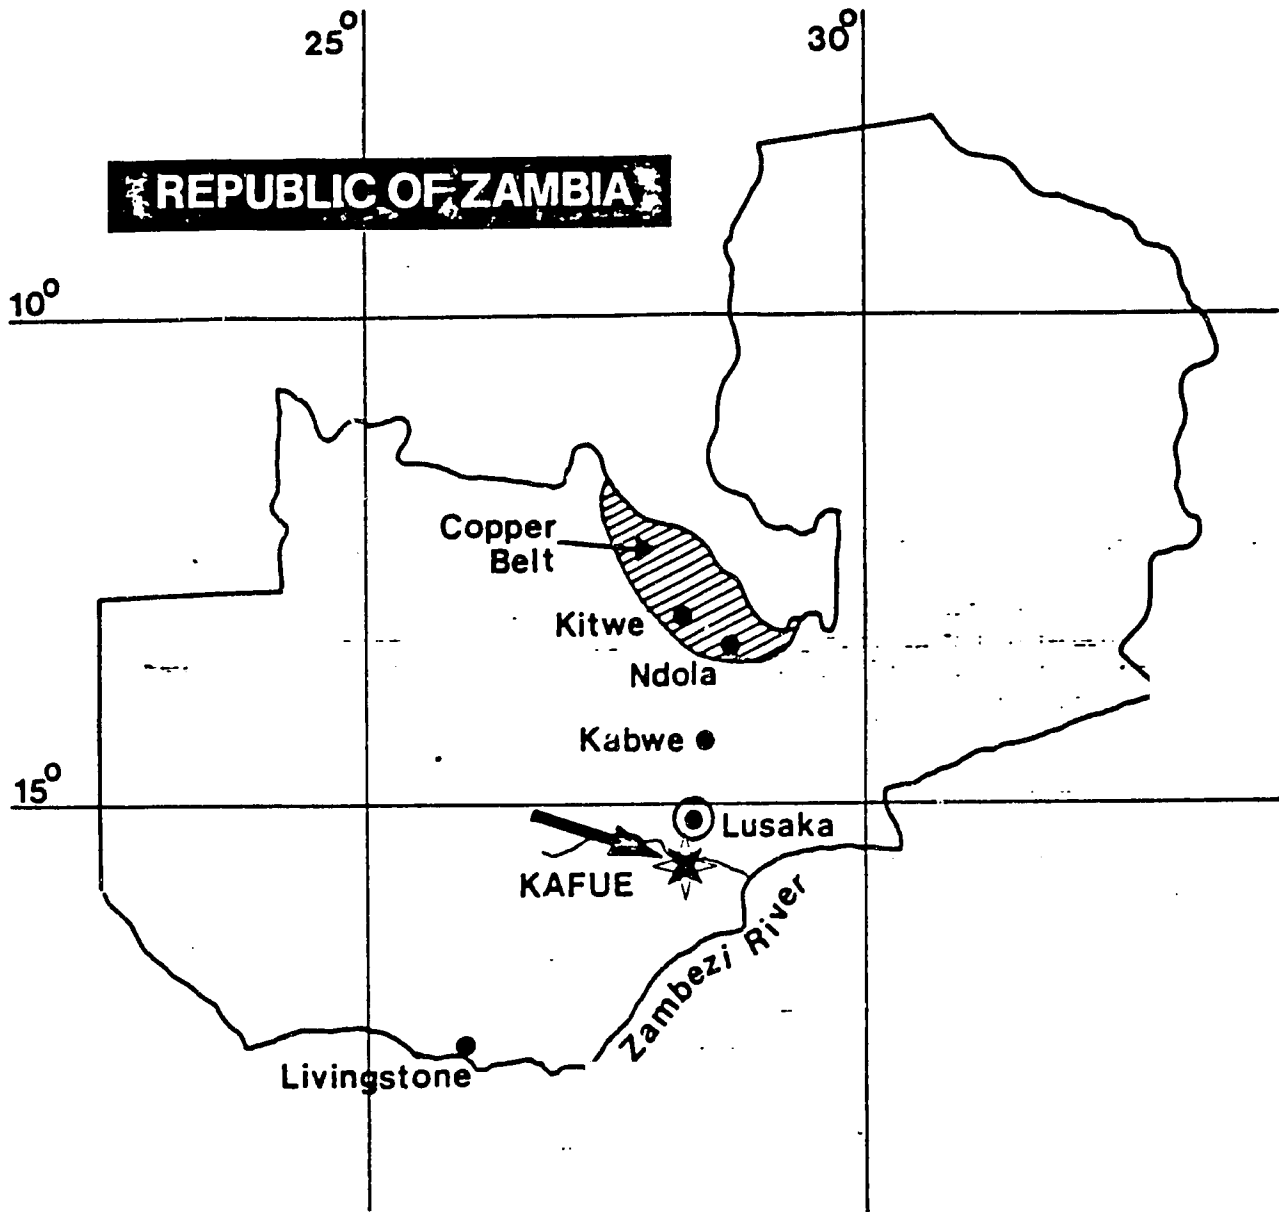 25°
30°
REPUBLIC OF ZAMBIA
10°
Copper
Belt
Kitwe
Ndola
Kabwe
15°
Lusaka
KAFUE
Zambezi River
Livingstone